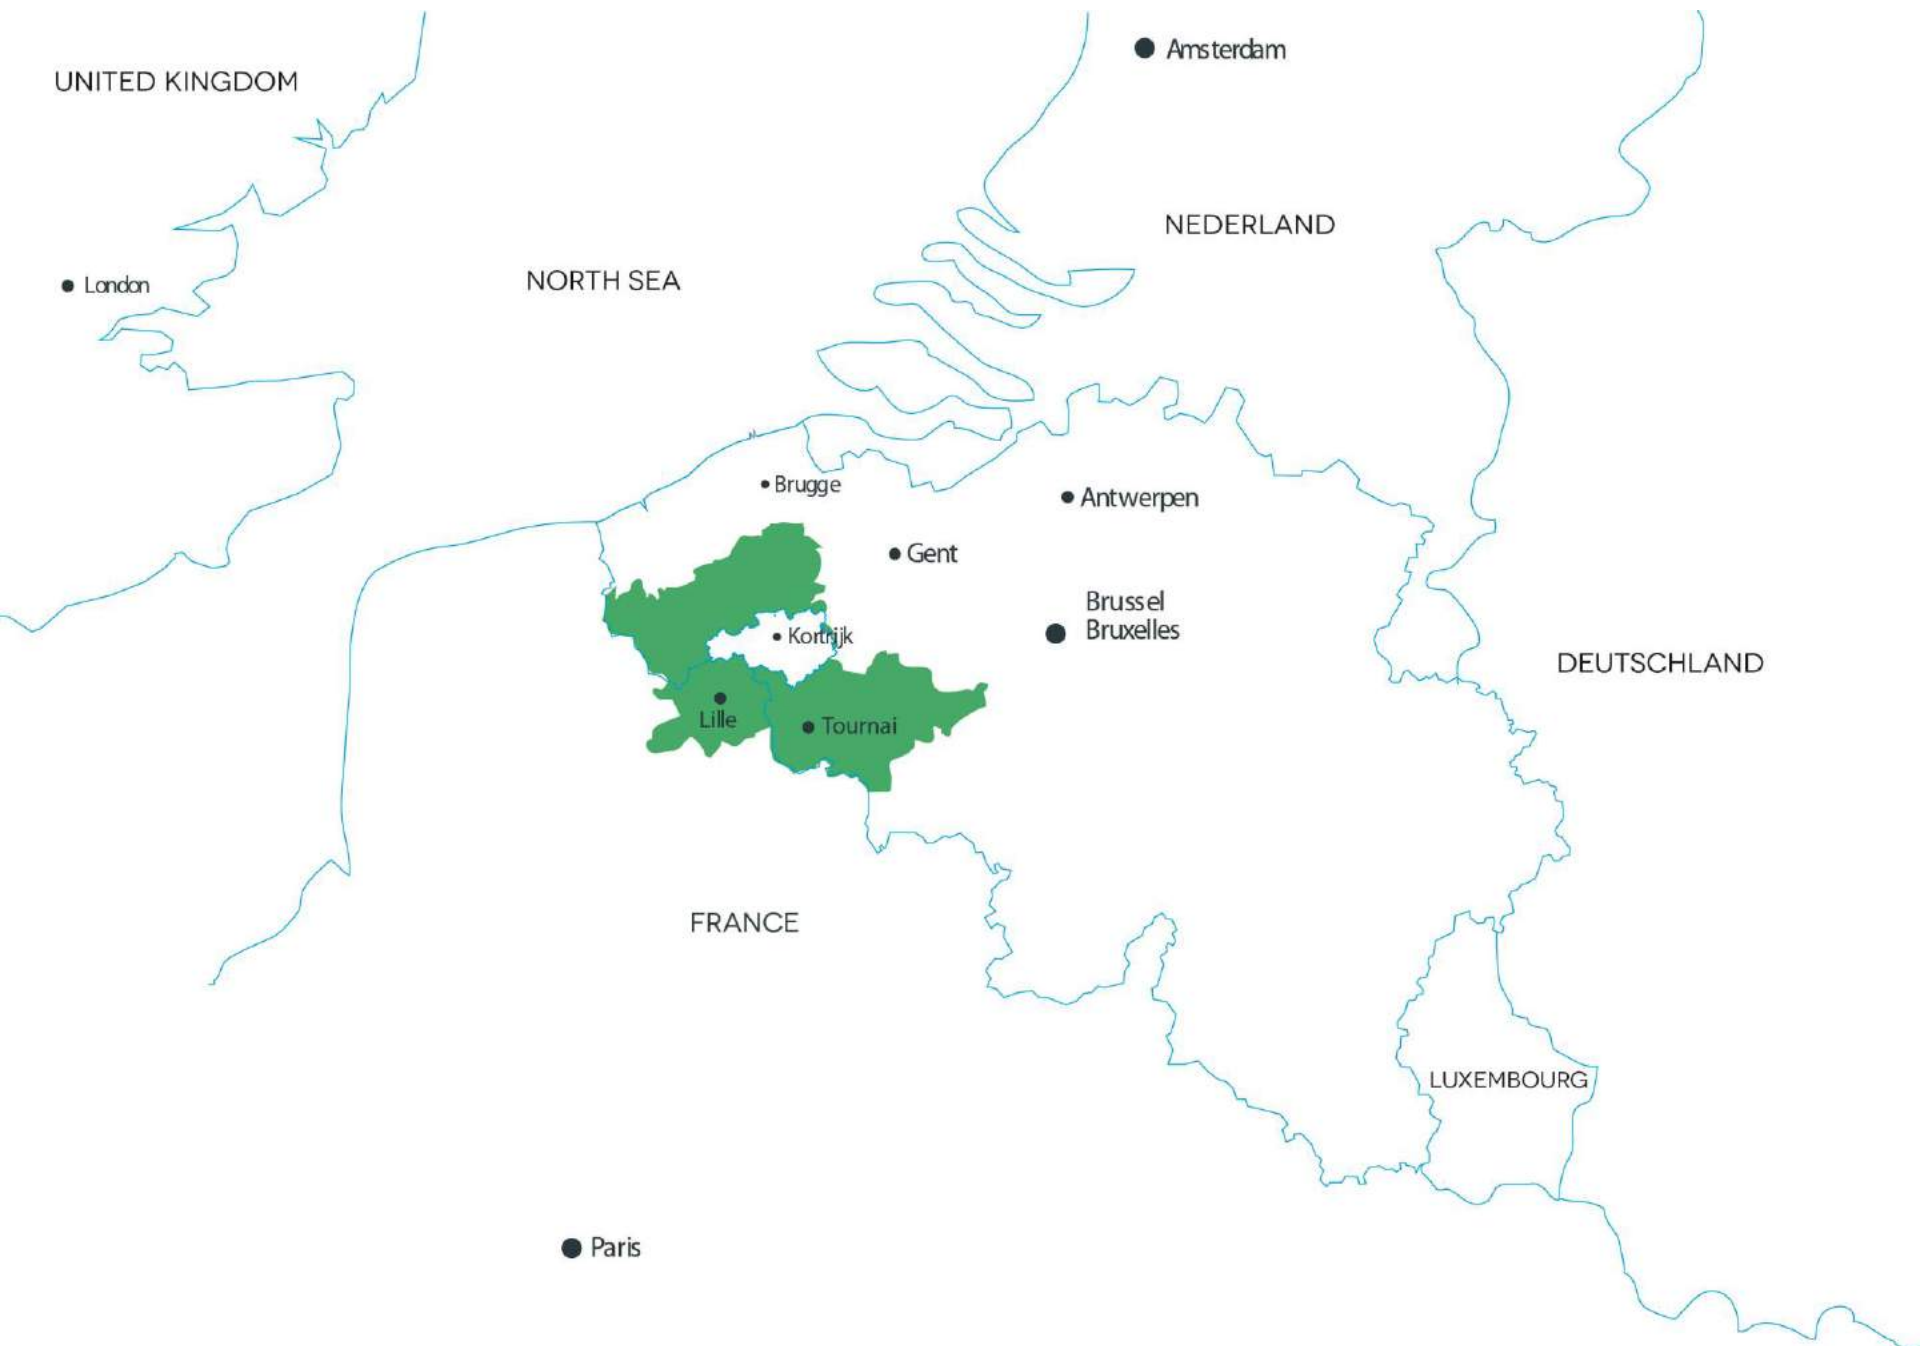 Amsterdam
UNITED KINGDOM
NEDERLAND
NORTH SEA
London
Brugge
Antwerpen
Gent
Brussel
Bruxelles
Kortrijk
DEUTSCHLAND
Lille
Tournai
FRANCE
LUXEMBOURG
Paris